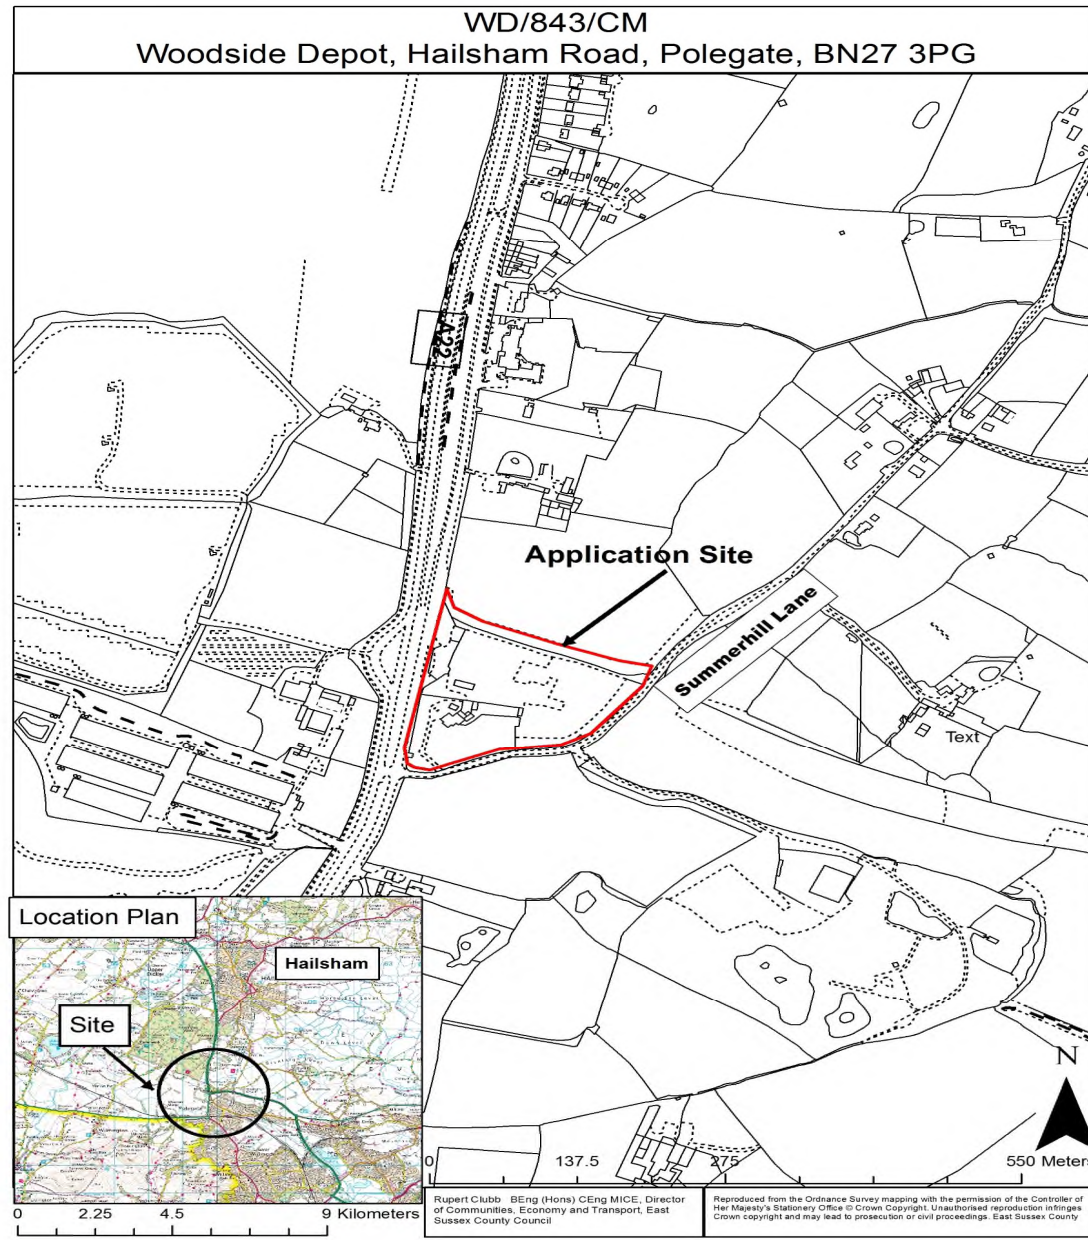 WD/843/CM
Woodside Depot, Hailsham Road, Polegate, BN27 3PG
A22
Application Site
Summerhill Lane
Text
Location Plan
Hailsham
Site
N
0 137.5 275 550 Meters
0 2.25 4.5 9 Kilometers
Rupert Clubb BEng (Hons) CEng MICE, Director
of Communities, Economy and Transport, East
Sussex County Council
Reproduced from the Ordnance Survey mapping with the permission of the Controller of
Her Majesty's Stationery Office © Crown Copyright. Unauthorised reproduction infringes
Crown copyright and may lead to prosecution or civil proceedings. East Sussex County